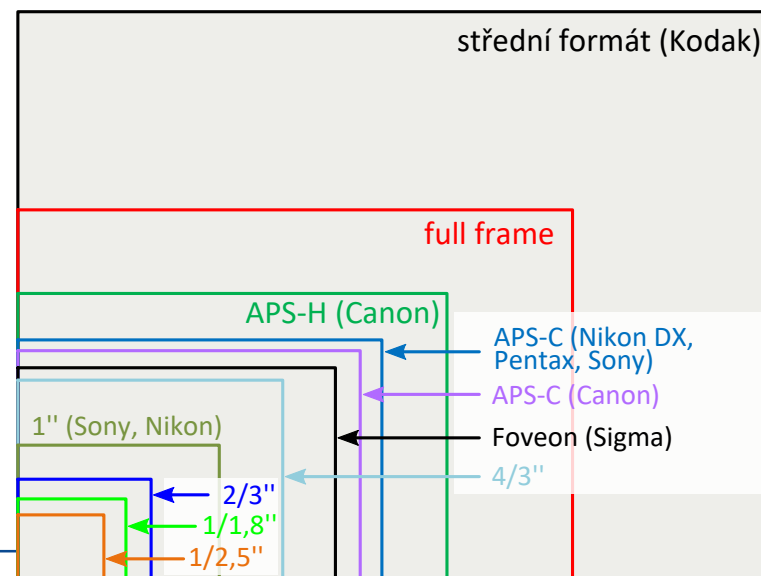 střední formát (Kodak)
full frame
APS-H (Canon)
APS-C (Nikon DX,
Pentax, Sony)
APS-C (Canon)
Foveon (Sigma)
4/3''
1'' (Sony, Nikon)
2/3''
1/1,8''
1/2,5''